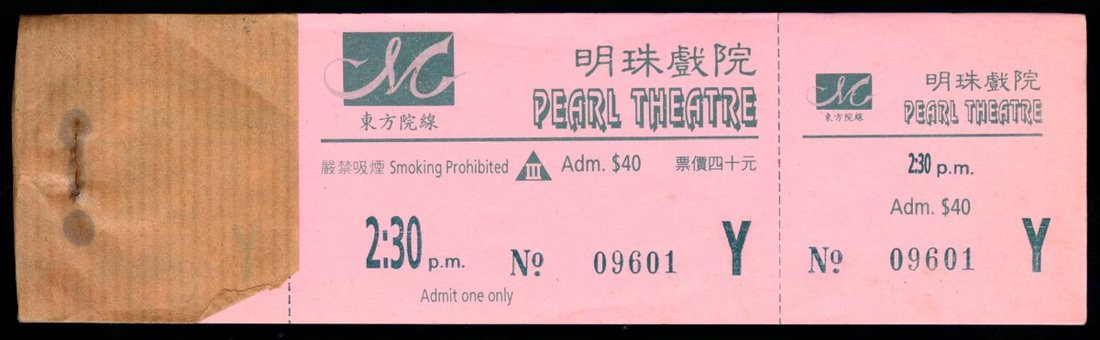 明珠戲院
PEARL THEATRE
東方院線
嚴禁吸煙 Smoking Prohibited III Adm. $40 票價四十元
2:30 p.m. Nº 09601 Y
Admit one only
明珠戲院
PEARL THEATRE
東方院線
2:30 p.m.
Adm. $40
Nº 09601 Y